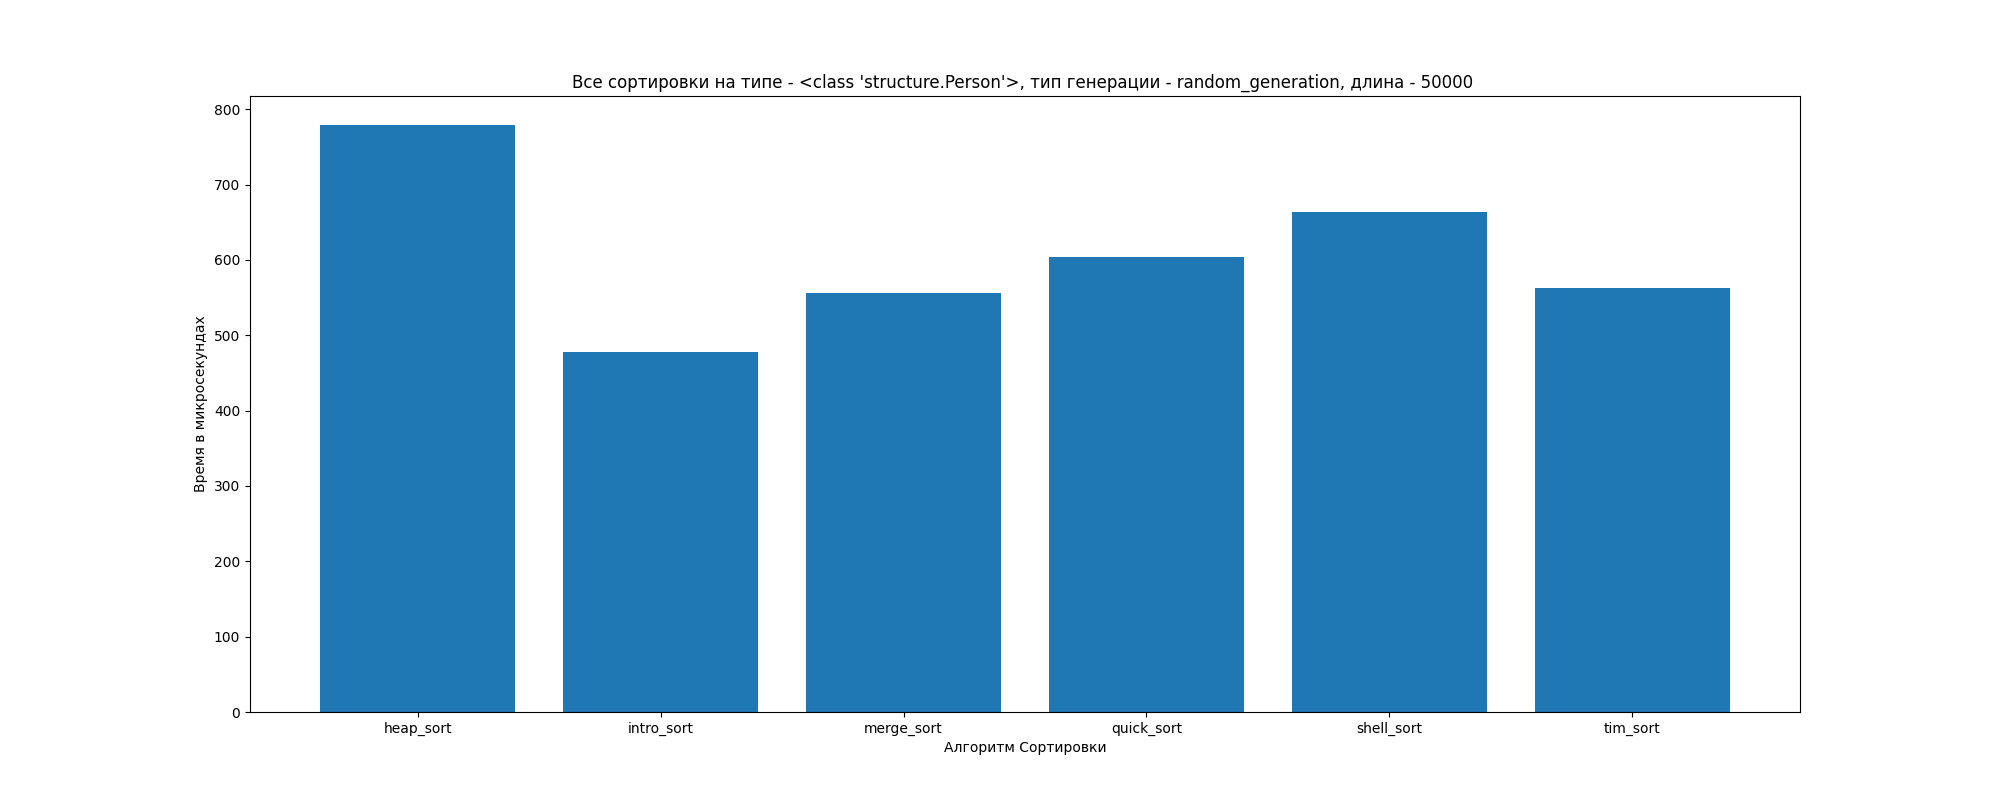 Все сортировки на типе - <class 'structure.Person'>, тип генерации - random_generation, длина - 50000
800
700
600
500
400
300
200
100
0
Время в микросекундах
heap_sort intro_sort merge_sort quick_sort shell_sort tim_sort
Алгоритм Сортировки